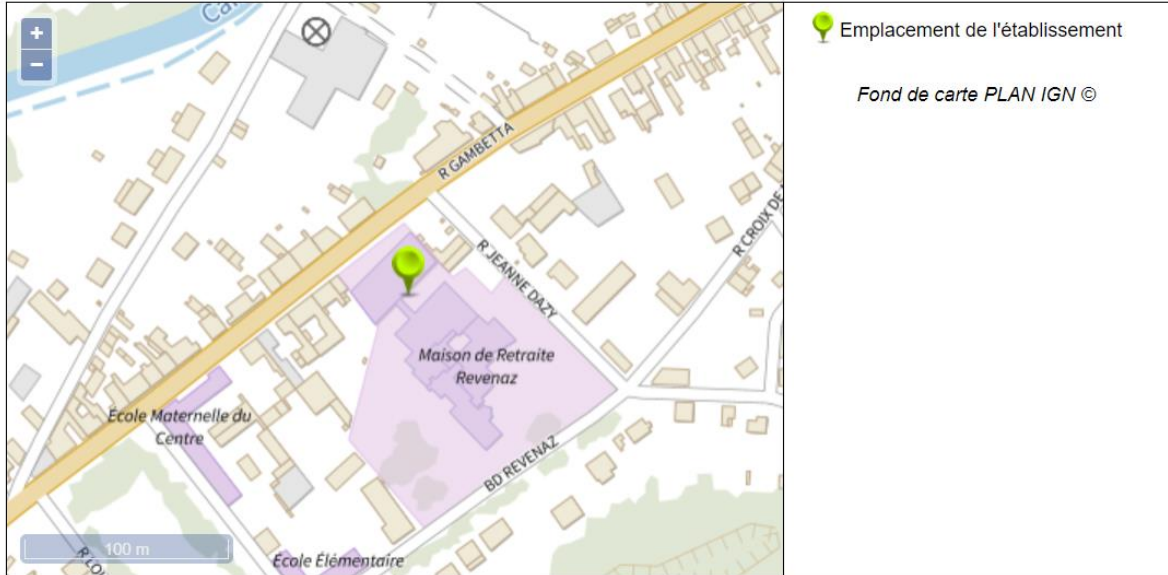 +
−
R GAMBETTA
R JEANNE DAZY
R CROIX DE
Maison de Retraite
Revenaz
École Maternelle du
Centre
BD REVENAZ
100 m
École Élémentaire
Emplacement de l'établissement
Fond de carte PLAN IGN ©